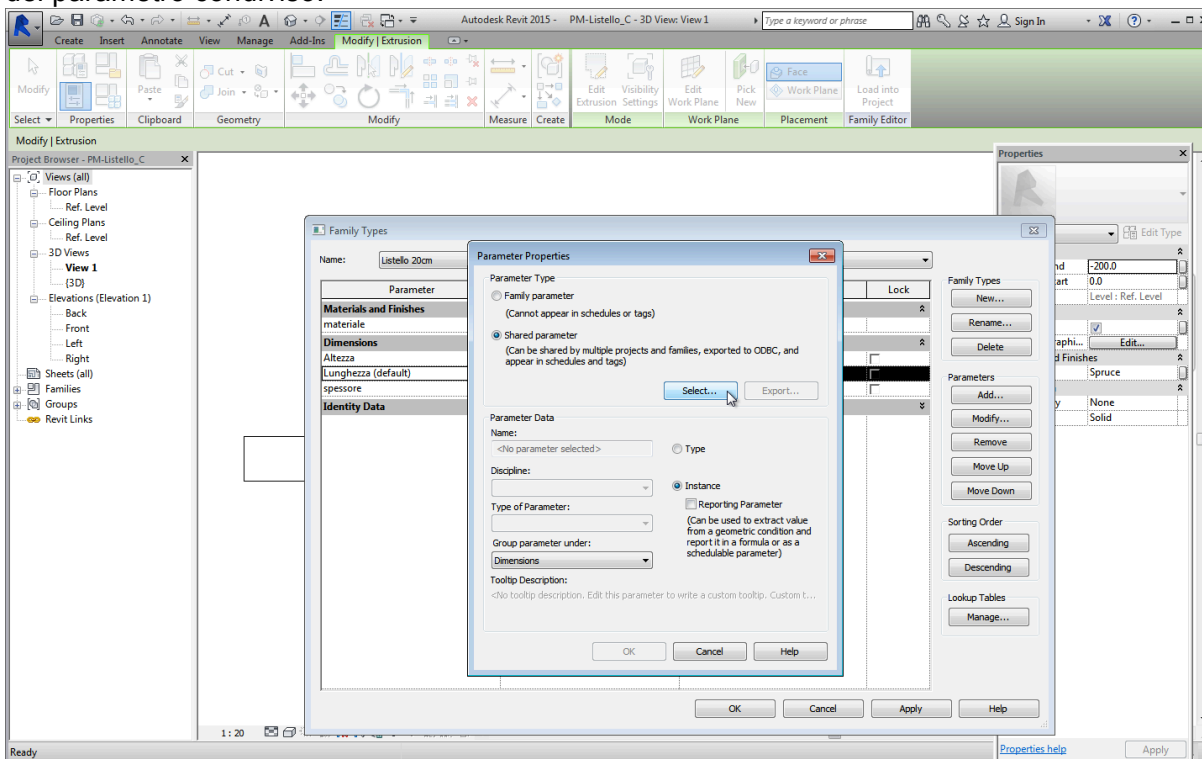 del parametro condiviso.
Autodesk Revit 2015 - PM-Listello_C - 3D View: View 1
Type a keyword or phrase
Sign In
Create Insert Annotate View Manage Add-Ins Modify | Extrusion
Modify
Paste
Cut
Join
Edit Extrusion
Visibility Settings
Edit Work Plane
Pick New
Face
Work Plane
Load into Project
Select Properties Clipboard Geometry Modify Measure Create Mode Work Plane Placement Family Editor
Modify | Extrusion
Project Browser - PM-Listello_C
Views (all)
Floor Plans
Ref. Level
Ceiling Plans
Ref. Level
3D Views
View 1
{3D}
Elevations (Elevation 1)
Back
Front
Left
Right
Sheets (all)
Families
Groups
Revit Links
Family Types
Name: Listello 20cm
Parameter
Lock
Materials and Finishes
materiale
Dimensions
Altezza
Lunghezza (default)
spessore
Identity Data
Parameter Properties
Parameter Type
Family parameter
(Cannot appear in schedules or tags)
Shared parameter
(Can be shared by multiple projects and families, exported to ODBC, and
appear in schedules and tags)
Select... Export...
Parameter Data
Name:
<No parameter selected>
Type
Discipline:
Instance
Type of Parameter:
Reporting Parameter
(Can be used to extract value
from a geometric condition and
report it in a formula or as a
schedulable parameter)
Group parameter under:
Dimensions
Tooltip Description:
<No tooltip description. Edit this parameter to write a custom tooltip. Custom t...
OK Cancel Help
Family Types
New...
Rename...
Delete
Parameters
Add...
Modify...
Remove
Move Up
Move Down
Sorting Order
Ascending
Descending
Lookup Tables
Manage...
OK Cancel Apply Help
Properties
Edit Type
nd -200.0
art 0.0
Level : Ref. Level
aphi... Edit...
d Finishes
Spruce
y None
Solid
1 : 20
Ready
Properties help
Apply